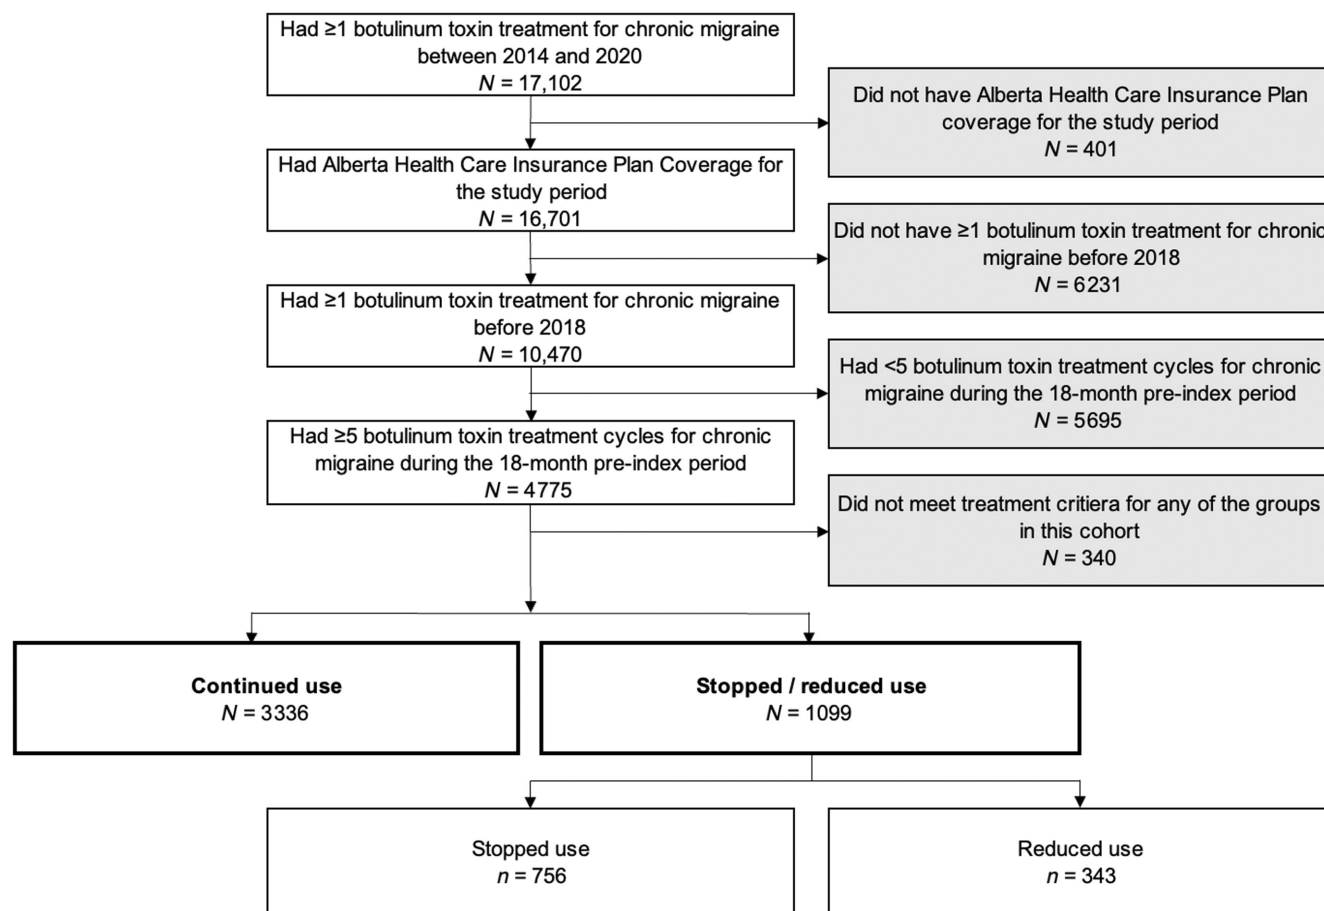 Had ≥1 botulinum toxin treatment for chronic migraine
between 2014 and 2020
N = 17,102
Did not have Alberta Health Care Insurance Plan
coverage for the study period
N = 401
Had Alberta Health Care Insurance Plan Coverage for
the study period
N = 16,701
Did not have ≥1 botulinum toxin treatment for chronic
migraine before 2018
N = 6231
Had ≥1 botulinum toxin treatment for chronic migraine
before 2018
N = 10,470
Had <5 botulinum toxin treatment cycles for chronic
migraine during the 18-month pre-index period
N = 5695
Had ≥5 botulinum toxin treatment cycles for chronic
migraine during the 18-month pre-index period
N = 4775
Did not meet treatment critiera for any of the groups
in this cohort
N = 340
Continued use
N = 3336
Stopped / reduced use
N = 1099
Stopped use
n = 756
Reduced use
n = 343